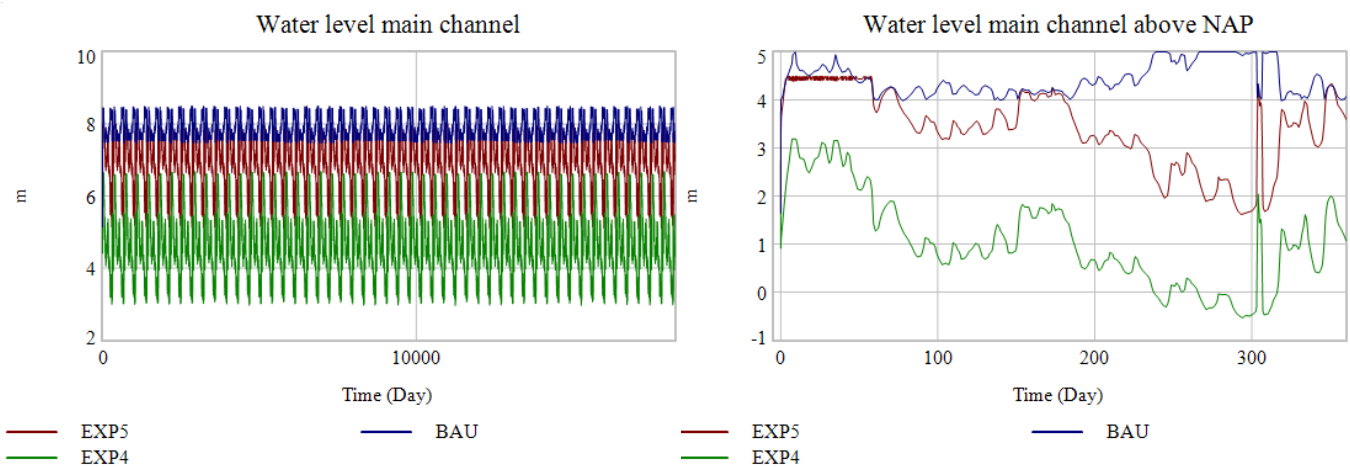 Water level main channel
10
8
6
4
2
m
0
10000
Time (Day)
EXP5
BAU
EXP4
Water level main channel above NAP
5
4
3
2
1
0
-1
m
0
100
200
300
Time (Day)
EXP5
BAU
EXP4